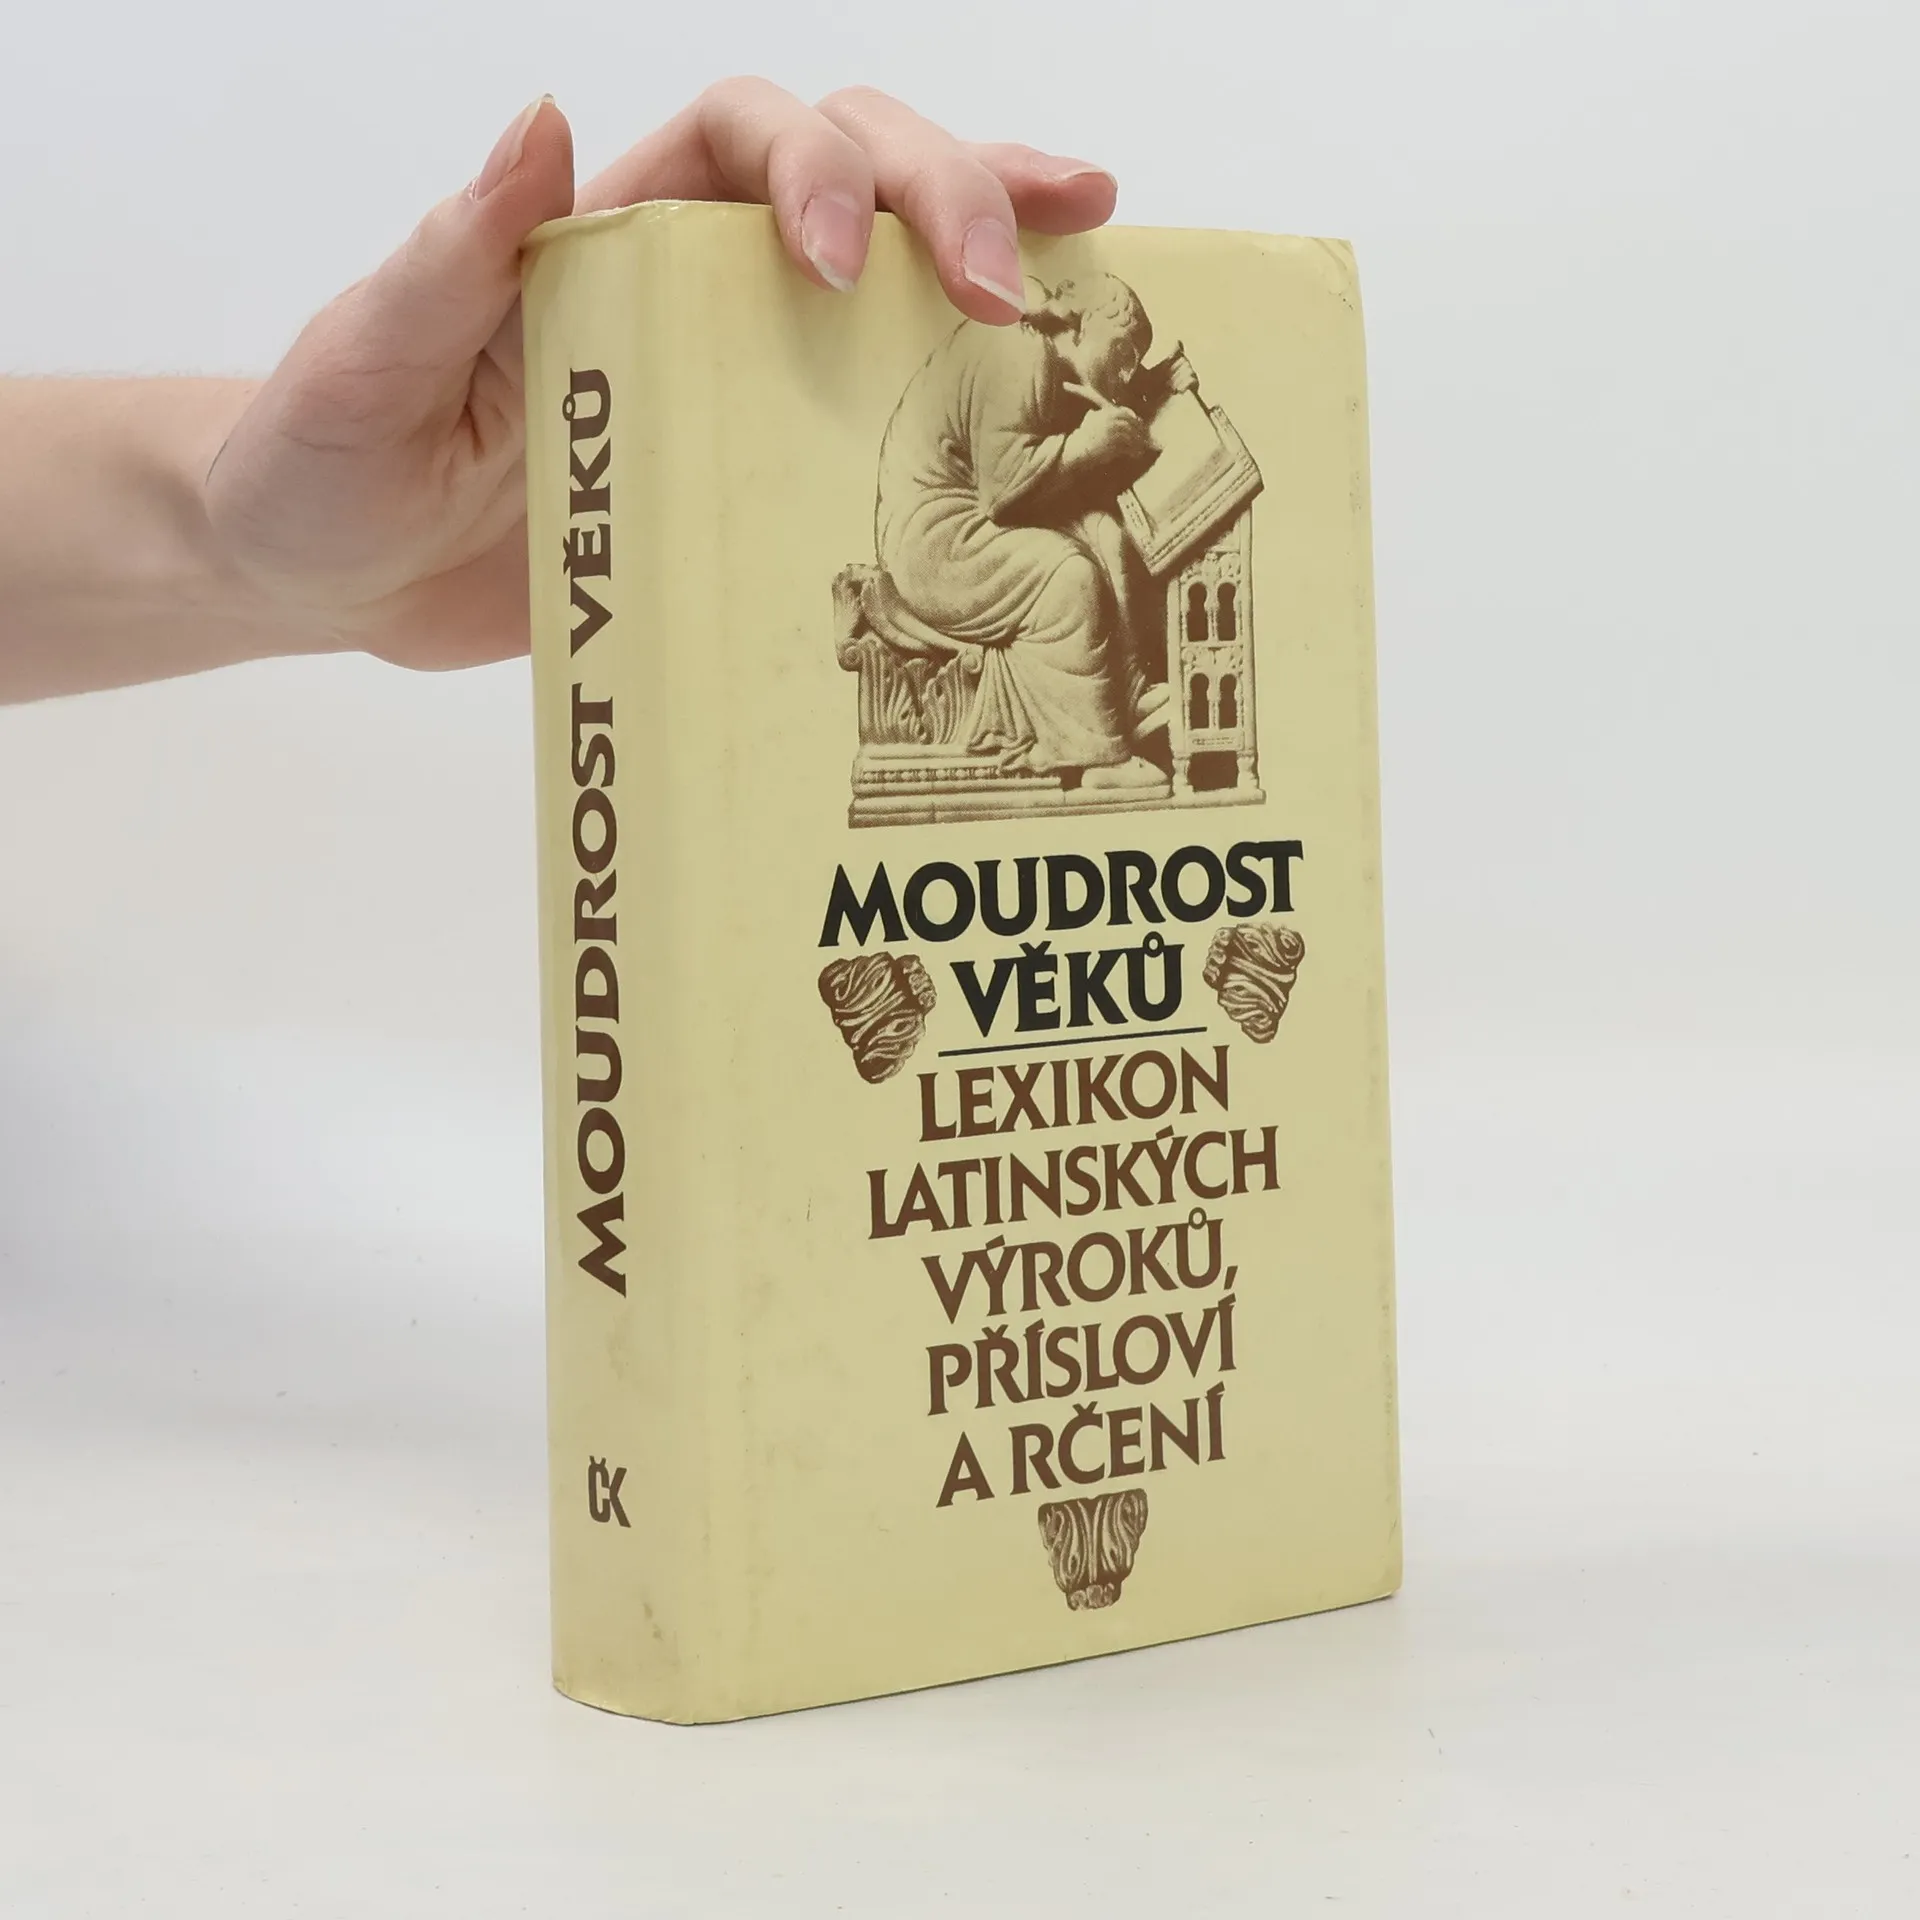 MOUDROST VĚKŮ
ČK
MOUDROST
VĚKŮ
LEXIKON
LATINSKÝCH
VÝROKŮ,
PŘÍSLOVÍ
A RČENÍ